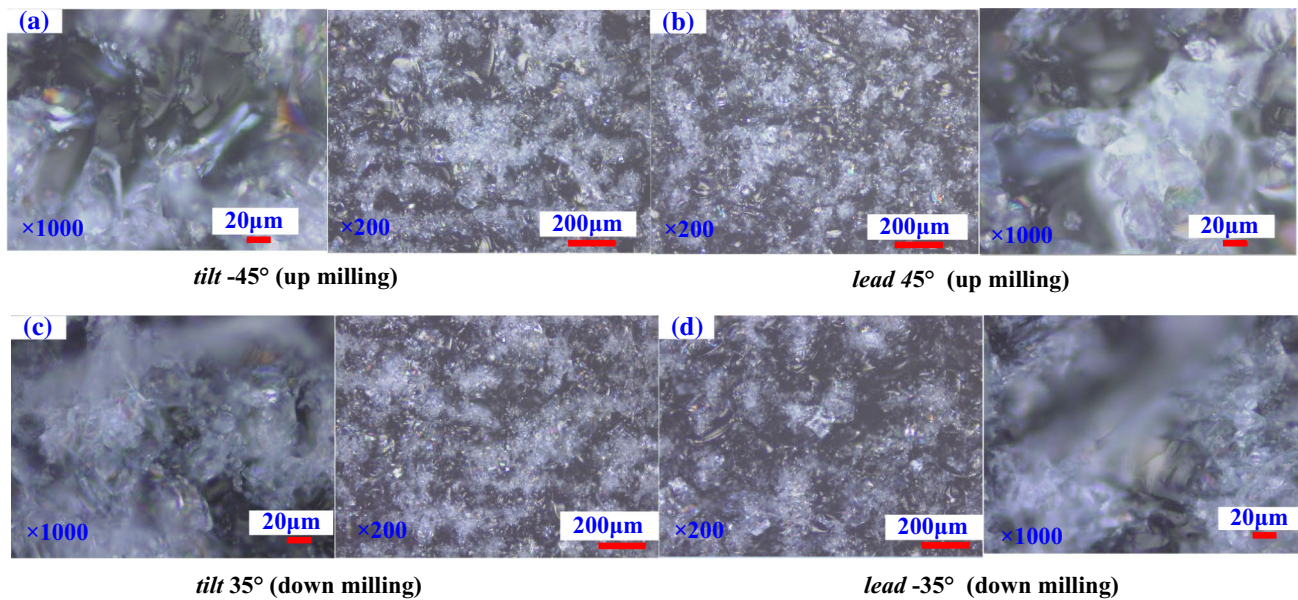 (a)
×1000
20μm
×200
200μm
(b)
×200
200μm
×1000
20μm
tilt -45° (up milling)
lead 45° (up milling)
(c)
×1000
20μm
×200
200μm
(d)
×200
200μm
×1000
20μm
tilt 35° (down milling)
lead -35° (down milling)